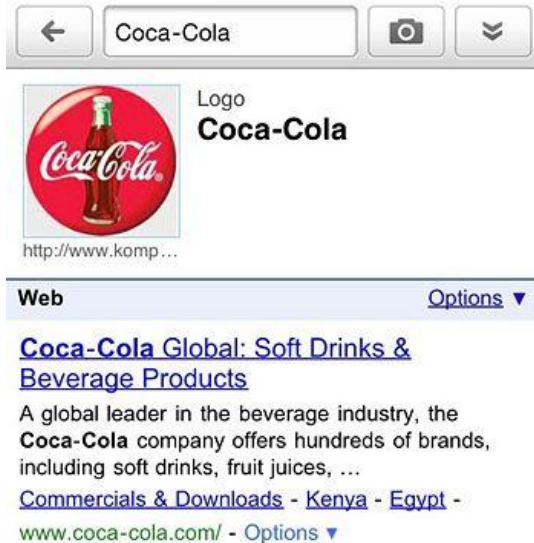 Coca-Cola
Logo
Coca-Cola
Coca-Cola
http://www.komp...
Web Options ▼
Coca-Cola Global: Soft Drinks &
Beverage Products
A global leader in the beverage industry, the
Coca-Cola company offers hundreds of brands,
including soft drinks, fruit juices, ...
Commercials & Downloads - Kenya - Egypt -
www.coca-cola.com/ - Options ▼